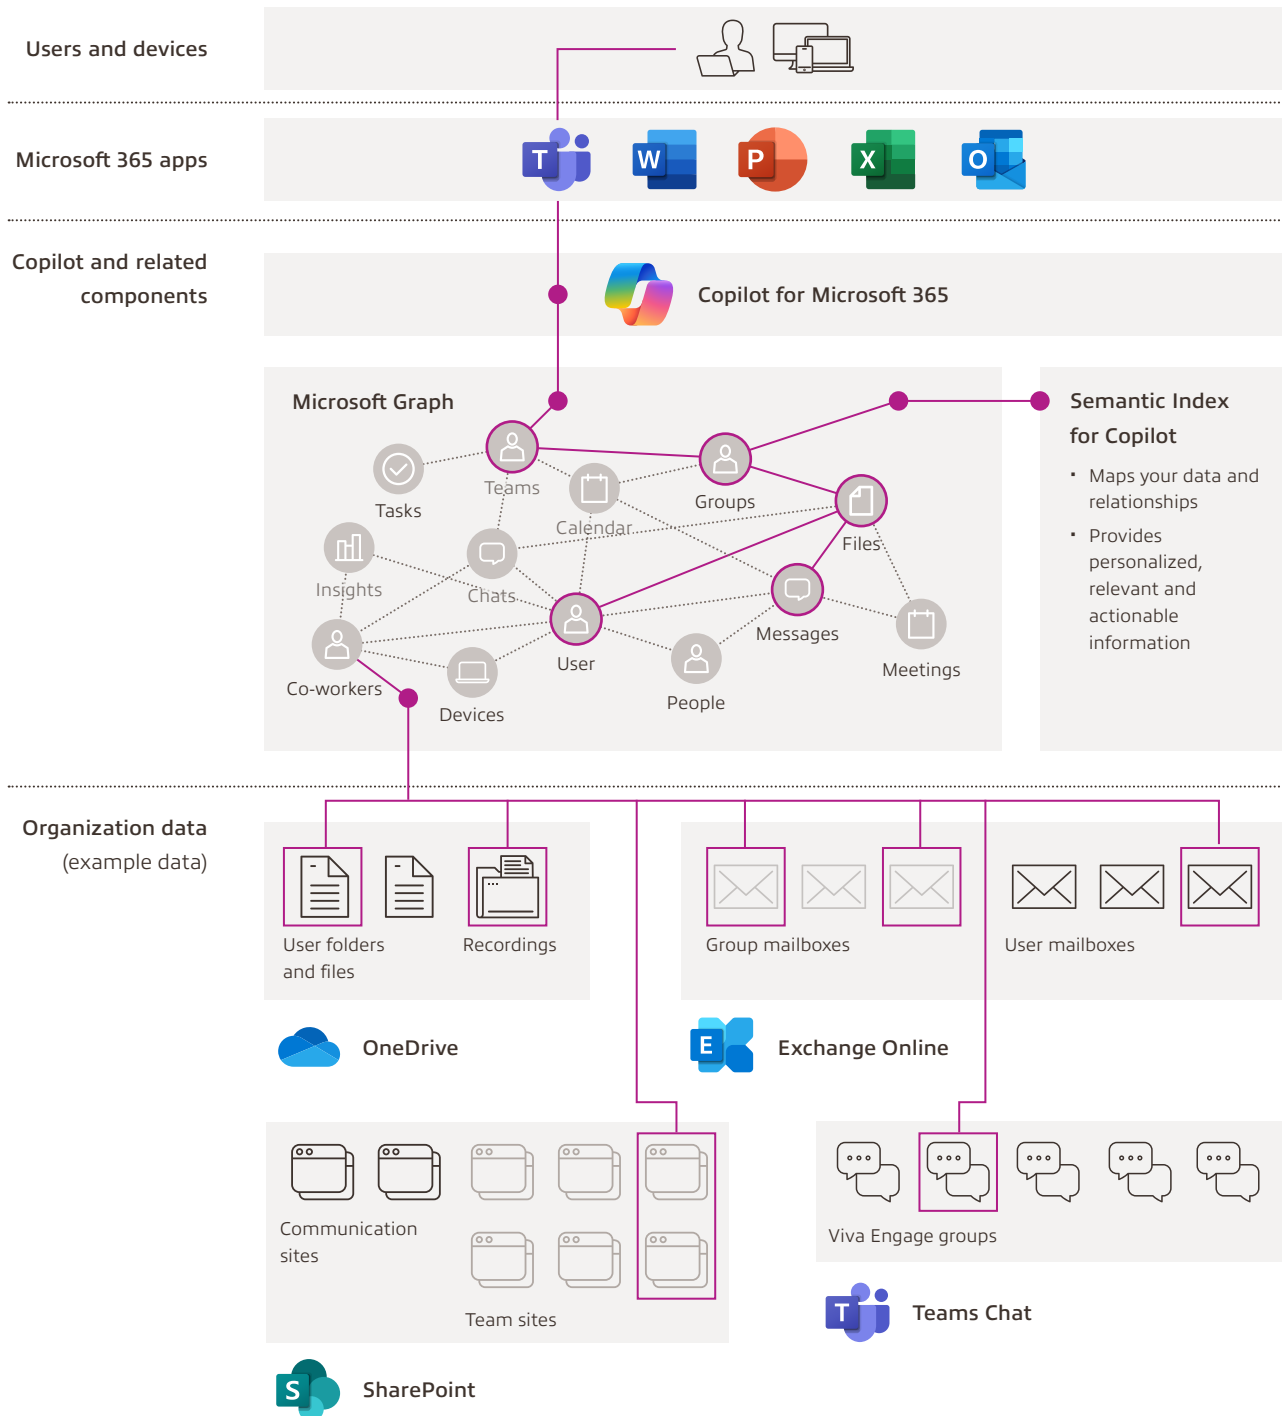 Users and devices
Microsoft 365 apps
T
W
P
X
O
Copilot and related
components
Copilot for Microsoft 365
Microsoft Graph
Teams
Tasks
Calendar
Groups
Files
Insights
Chats
User
Messages
Meetings
Co-workers
Devices
People
Semantic Index
for Copilot
▪ Maps your data and
relationships
▪ Provides
personalized,
relevant and
actionable
information
Organization data
(example data)
User folders
and files
Recordings
Group mailboxes
User mailboxes
OneDrive
E
Exchange Online
Communication
sites
Team sites
Viva Engage groups
T
Teams Chat
S
SharePoint